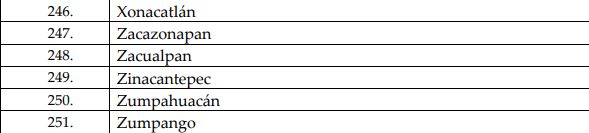 246. Xonacatlán
247. Zacazonapan
248. Zacualpan
249. Zinacantepec
250. Zumpahuacán
251. Zumpango